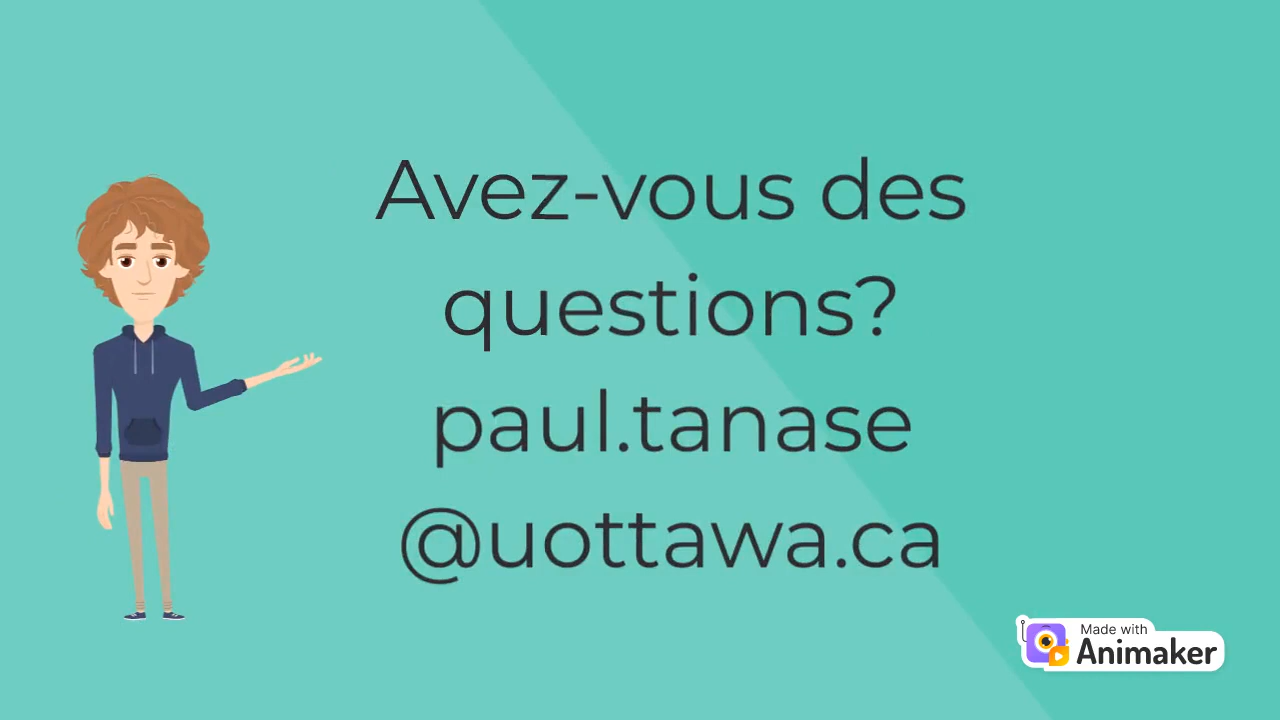 Avez-vous des
questions?
paul.tanase
@uottawa.ca
Made with
Animaker